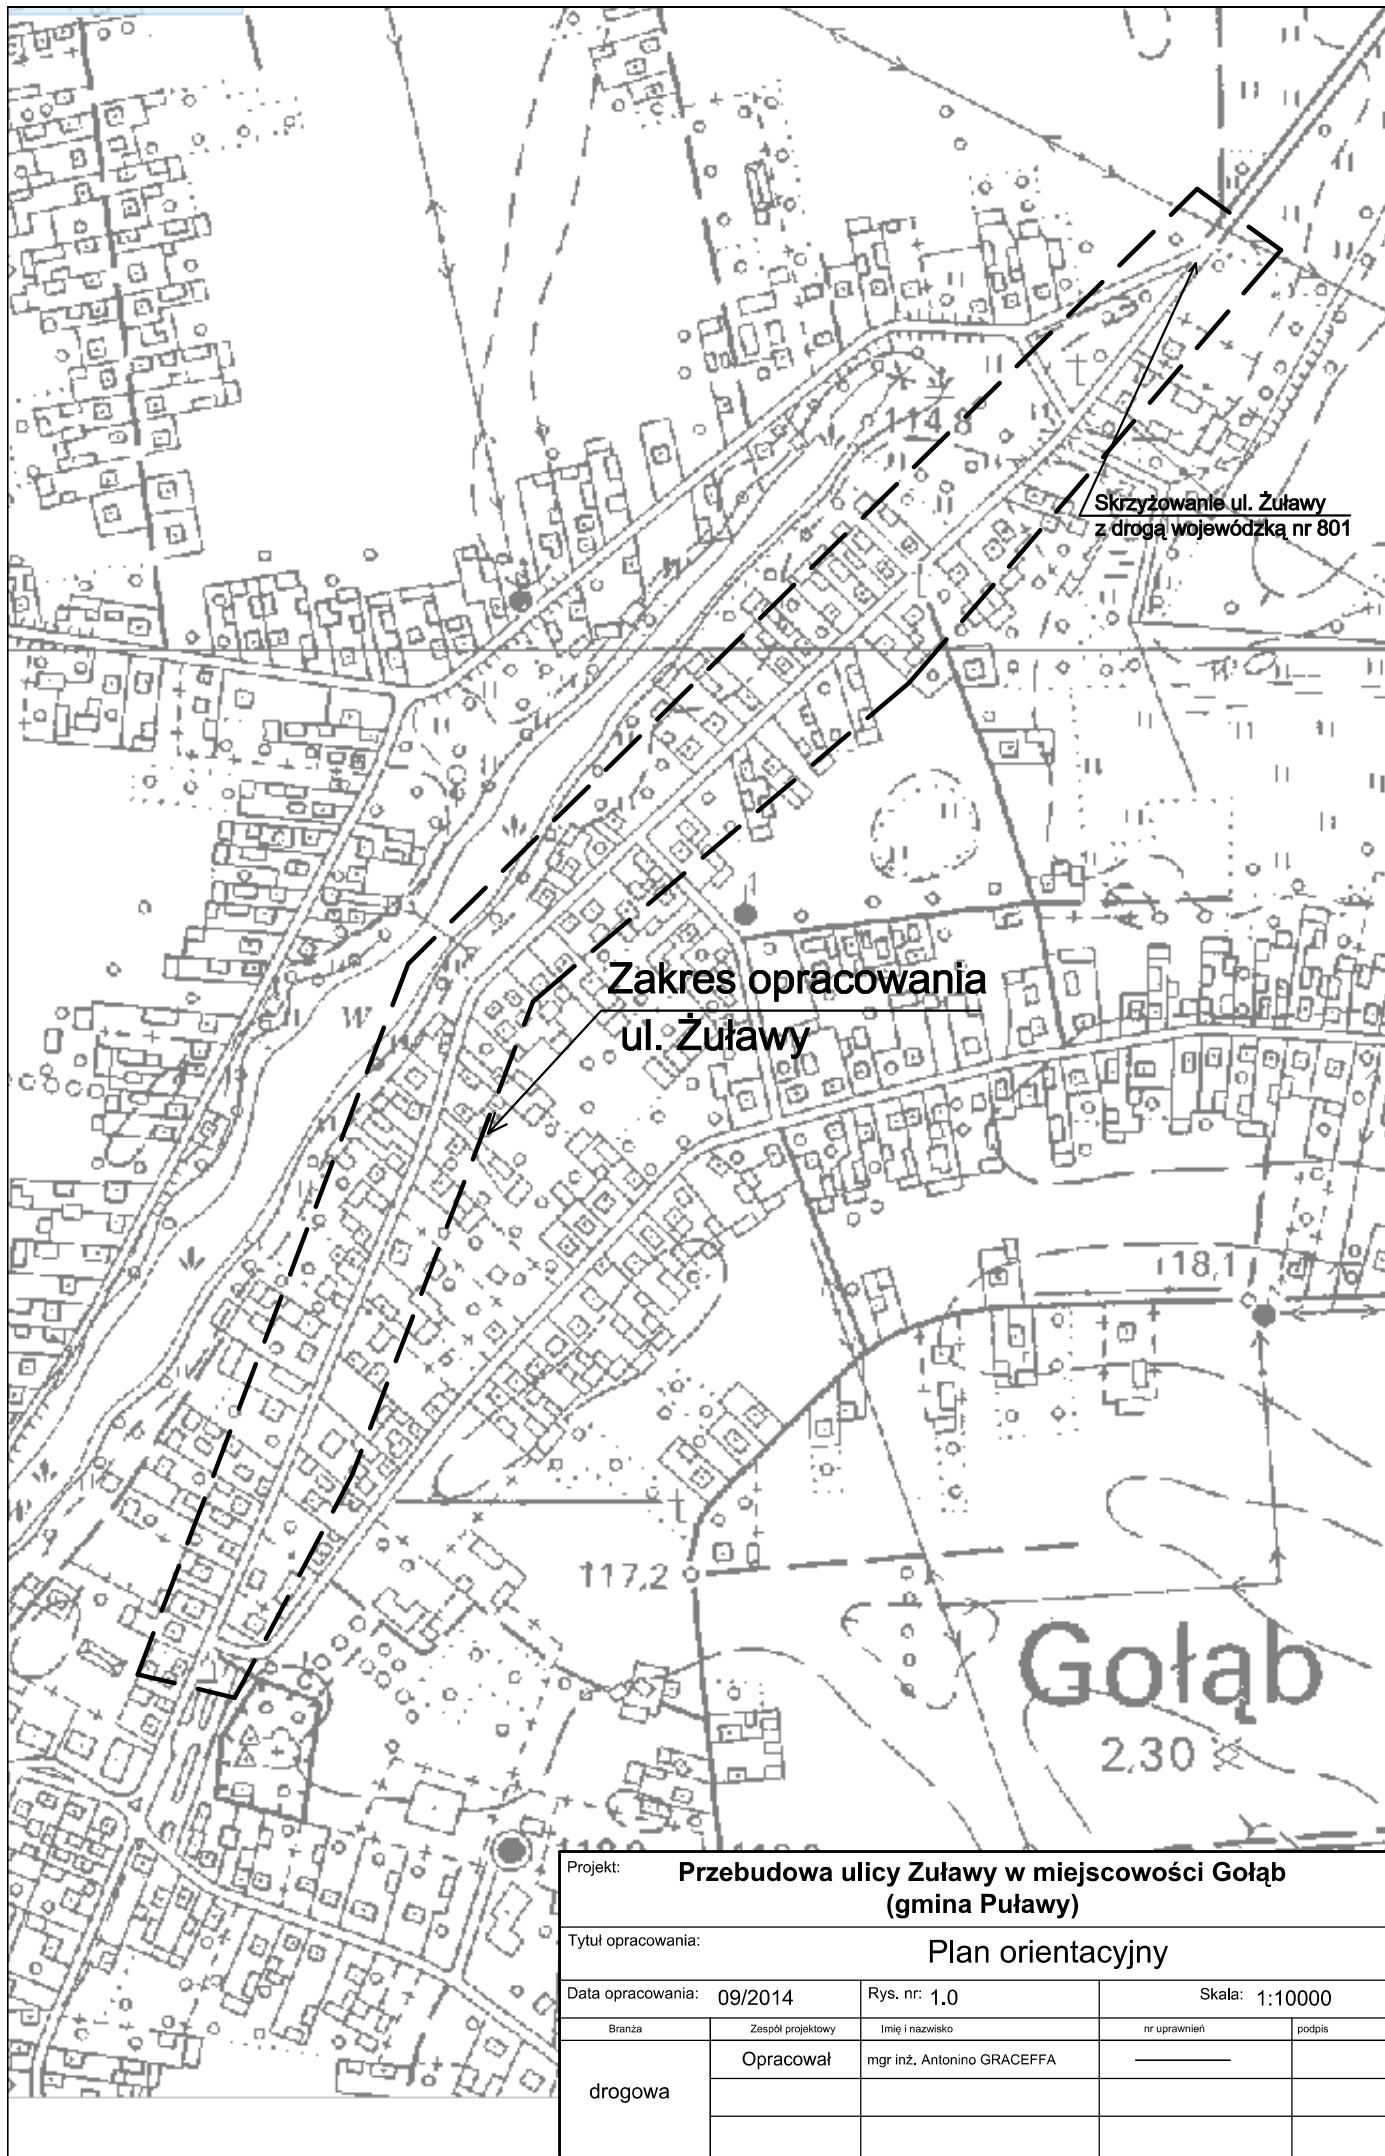 114,8
Skrzyżowanie ul. Żuławy
z drogą wojewódzką nr 801
1
Zakres opracowania
ul. Żuławy
W
118,1
117,2
Gołąb
2,30
Projekt:
Przebudowa ulicy Zuławy w miejscowości Gołąb
(gmina Puławy)
Tytuł opracowania:
Plan orientacyjny
Data opracowania: 09/2014
Rys. nr: 1.0
Skala: 1:10000
Branża
Zespół projektowy
Imię i nazwisko
nr uprawnień
podpis
drogowa
Opracował
mgr inż. Antonino GRACEFFA